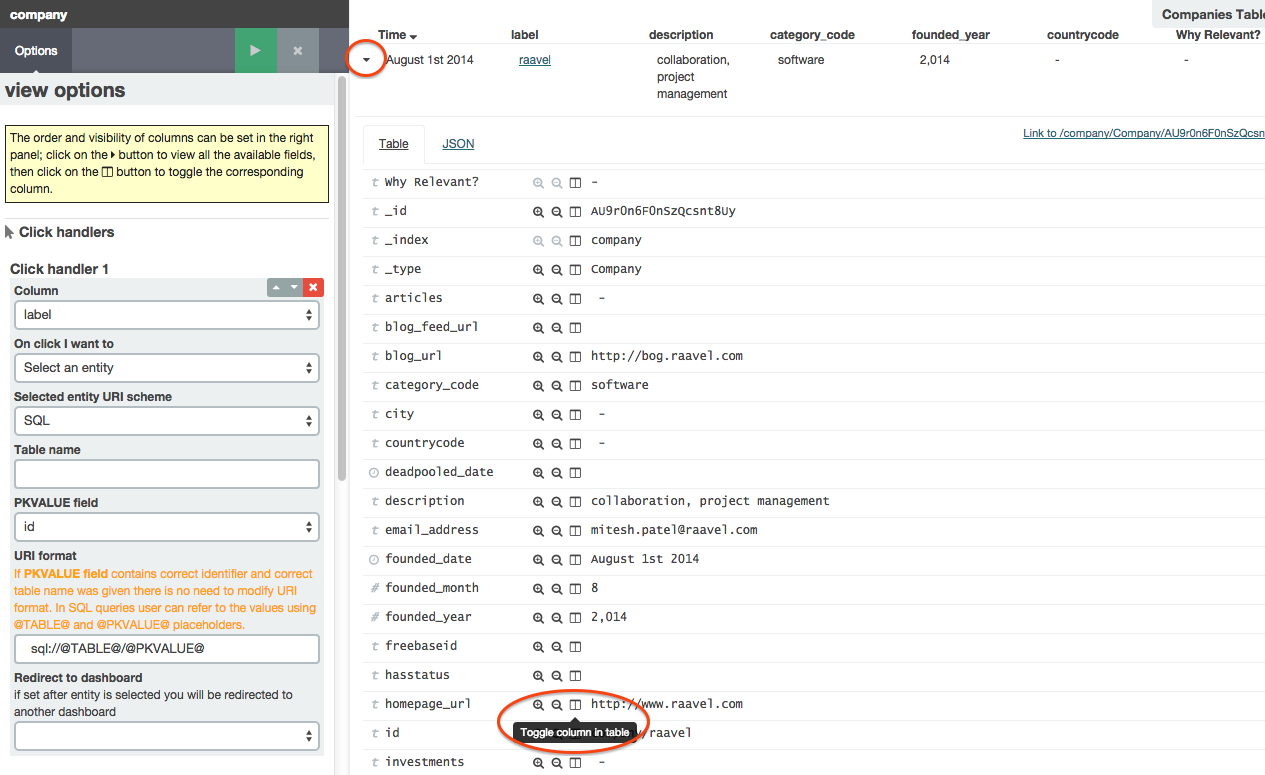 company
Options
view options
The order and visibility of columns can be set in the right
panel; click on the button to view all the available fields,
then click on the button to toggle the corresponding
column.
Click handlers
Click handler 1
Column
label
On click I want to
Select an entity
Selected entity URI scheme
SQL
Table name
PKVALUE field
id
URI format
If PKVALUE field contains correct identifier and correct
table name was given there is no need to modify URI
format. In SQL queries user can refer to the values using
@TABLE@ and @PKVALUE@ placeholders.
sql://@TABLE@/@PKVALUE@
Redirect to dashboard
if set after entity is selected you will be redirected to
another dashboard
Companies Table
Time label description category_code founded_year countrycode Why Relevant?
August 1st 2014 raavel collaboration, software 2,014 - -
project
management
Table JSON Link to /company/Company/AU9r0n6F0nSzQcsn
t Why Relevant? -
t _id AU9r0n6F0nSzQcsnt8Uy
t _index company
t _type Company
t articles -
t blog_feed_url
t blog_url http://bog.raavel.com
t category_code software
t city -
t countrycode -
deadpooled_date
t description collaboration, project management
t email_address mitesh.patel@raavel.com
founded_date August 1st 2014
# founded_month 8
# founded_year 2,014
t freebaseid
t hasstatus
t homepage_url http://www.raavel.com
Toggle column in table
t id /raavel
t investments -